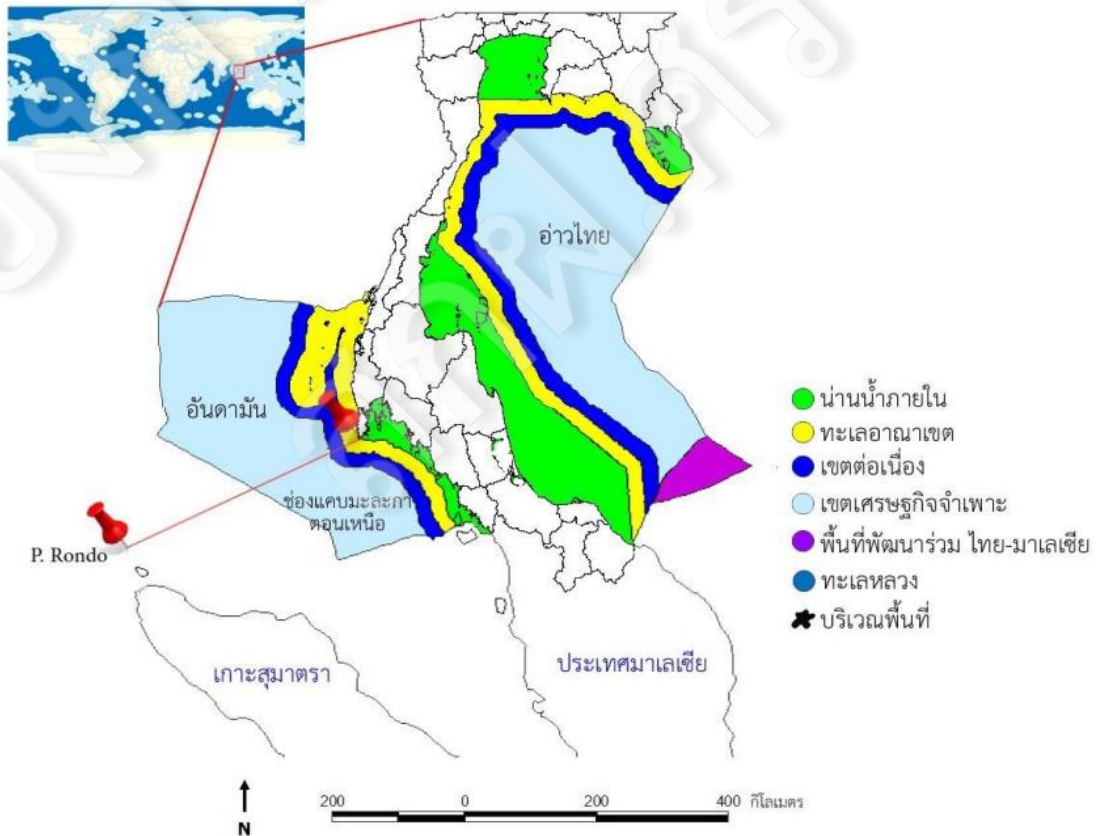 อ่าวไทย
อันดามัน
ช่องแคบมะละกา
ตอนเหนือ
P. Rondo
เกาะสุมาตรา
ประเทศมาเลเซีย
น่านน้ำภายใน
ทะเลอาณาเขต
เขตต่อเนื่อง
เขตเศรษฐกิจจำเพาะ
พื้นที่พัฒนาร่วม ไทย-มาเลเซีย
ทะเลหลวง
บริเวณพื้นที่
N
200 0 200 400 กิโลเมตร